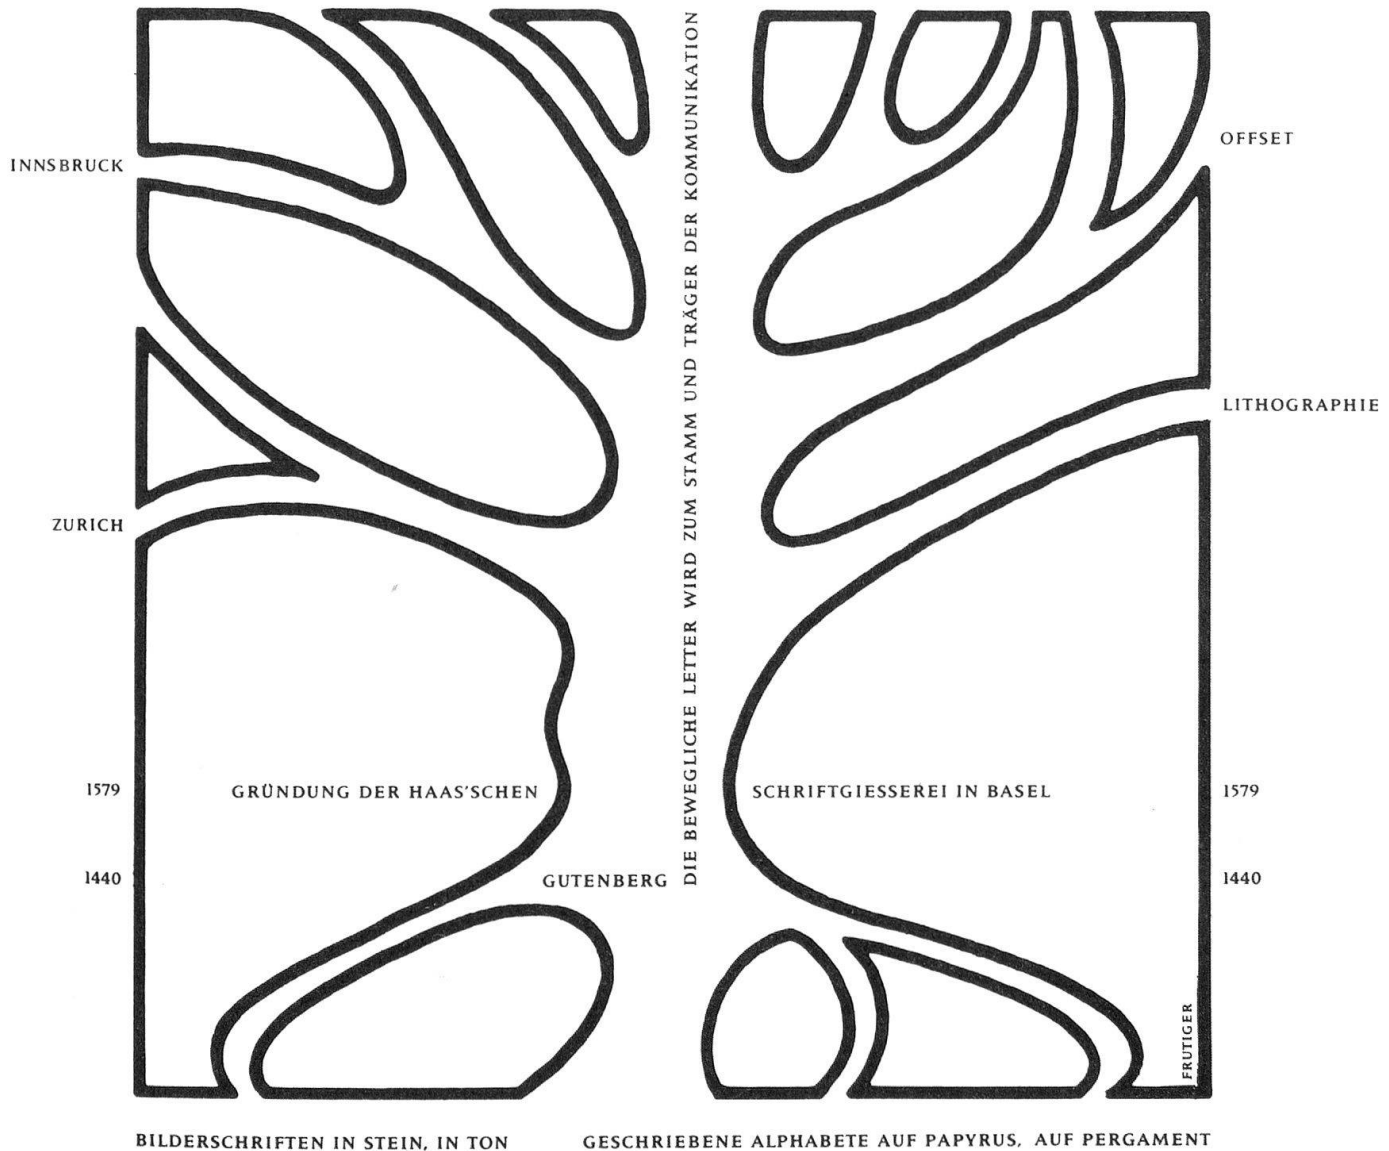 DIE BEWEGLICHE LETTER WIRD ZUM STAMM UND TRÄGER DER KOMMUNIKATION
OFFSET
INNSBRUCK
LITHOGRAPHIE
ZURICH
1579 GRÜNDUNG DER HAAS'SCHEN SCHRIFTGIESSEREI IN BASEL 1579
1440 GUTENBERG 1440
FRUTIGER
BILDERSCHRIFTEN IN STEIN, IN TON GESCHRIEBENE ALPHABETE AUF PAPYRUS, AUF PERGAMENT